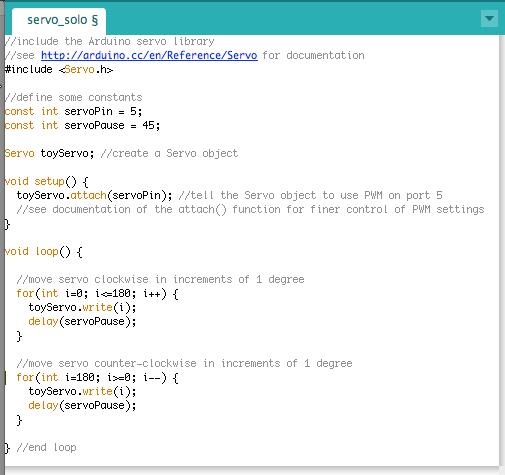 servo_solo §
//include the Arduino servo library
//see http://arduino.cc/en/Reference/Servo for documentation
#include <Servo.h>
//define some constants
const int servoPin = 5;
const int servoPause = 45;
Servo toyServo; //create a Servo object
void setup() {
  toyServo.attach(servoPin); //tell the Servo object to use PWM on port 5
  //see documentation of the attach() function for finer control of PWM settings
}
void loop() {
  //move servo clockwise in increments of 1 degree
  for(int i=0; i<=180; i++) {
    toyServo.write(i);
    delay(servoPause);
  }
  //move servo counter-clockwise in increments of 1 degree
  for(int i=180; i>=0; i--) {
    toyServo.write(i);
    delay(servoPause);
  }
} //end loop